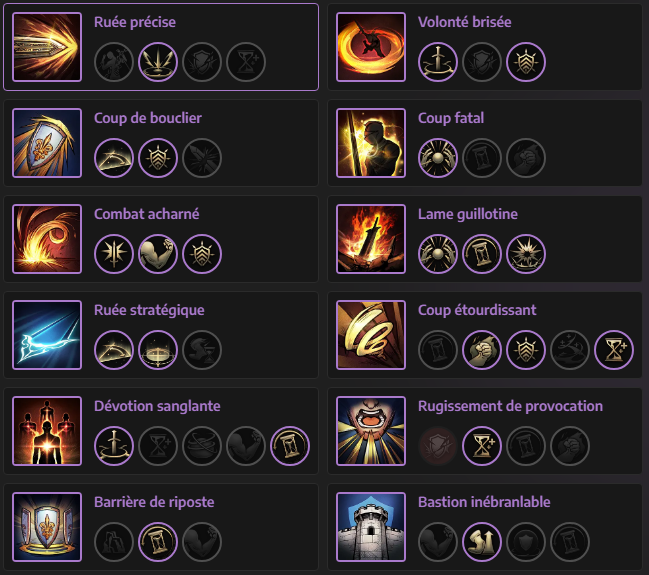 Ruée précise
Volonté brisée
Coup de bouclier
Coup fatal
Combat acharné
Lame guillotine
Ruée stratégique
Coup étourdissant
Dévotion sanglante
Rugissement de provocation
Barrière de riposte
Bastion inébranlable